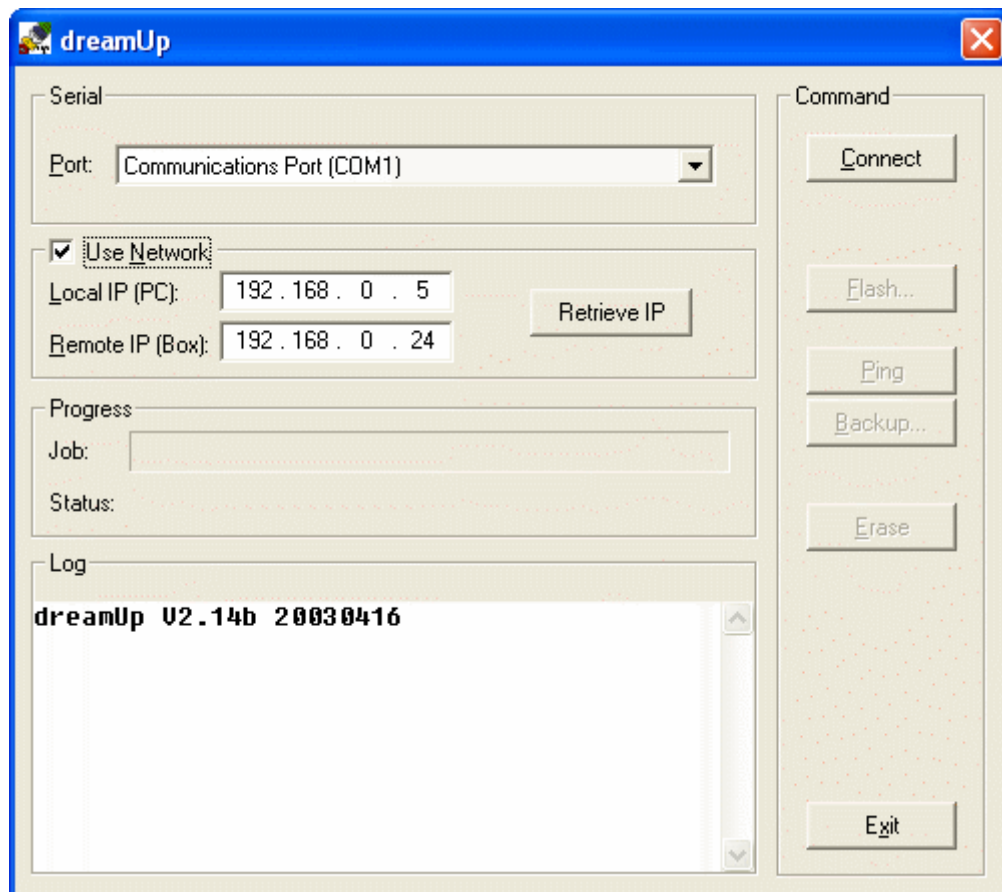 dreamUp
Serial
Port: Communications Port (COM1)
Use Network
Local IP (PC): 192 . 168 . 0 . 5
Remote IP (Box): 192 . 168 . 0 . 24
Retrieve IP
Progress
Job:
Status:
Log
dreamUp V2.14b 20030416
Command
Connect
Flash...
Ping
Backup...
Erase
Exit